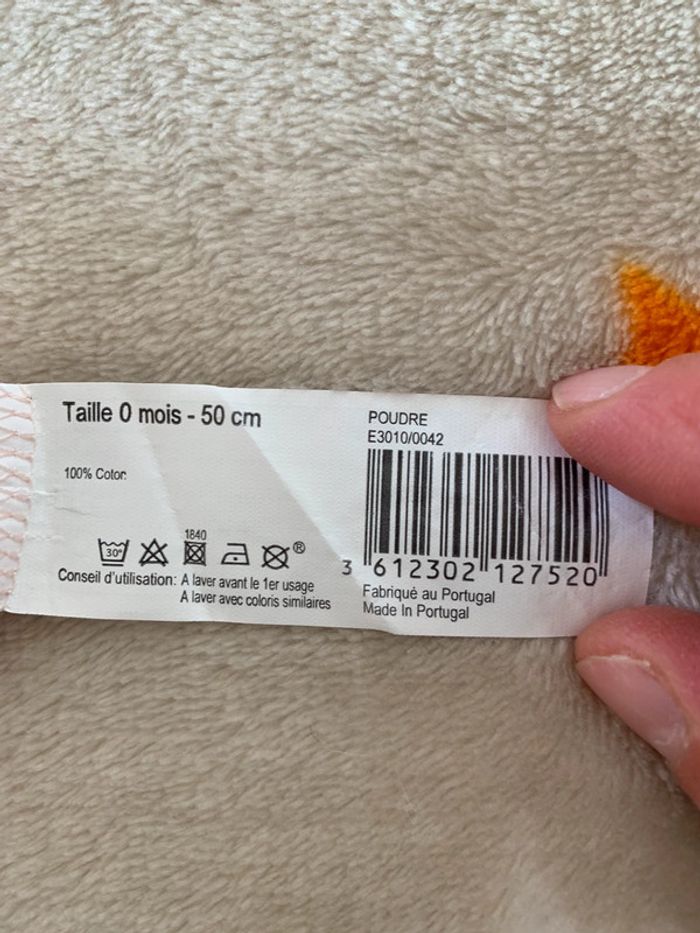 Taille 0 mois - 50 cm
100% Coton
30°
1840
®
Conseil d'utilisation: A laver avant le 1er usage
A laver avec coloris similaires
POUDRE
E3010/0042
3 612302 127520
Fabriqué au Portugal
Made In Portugal